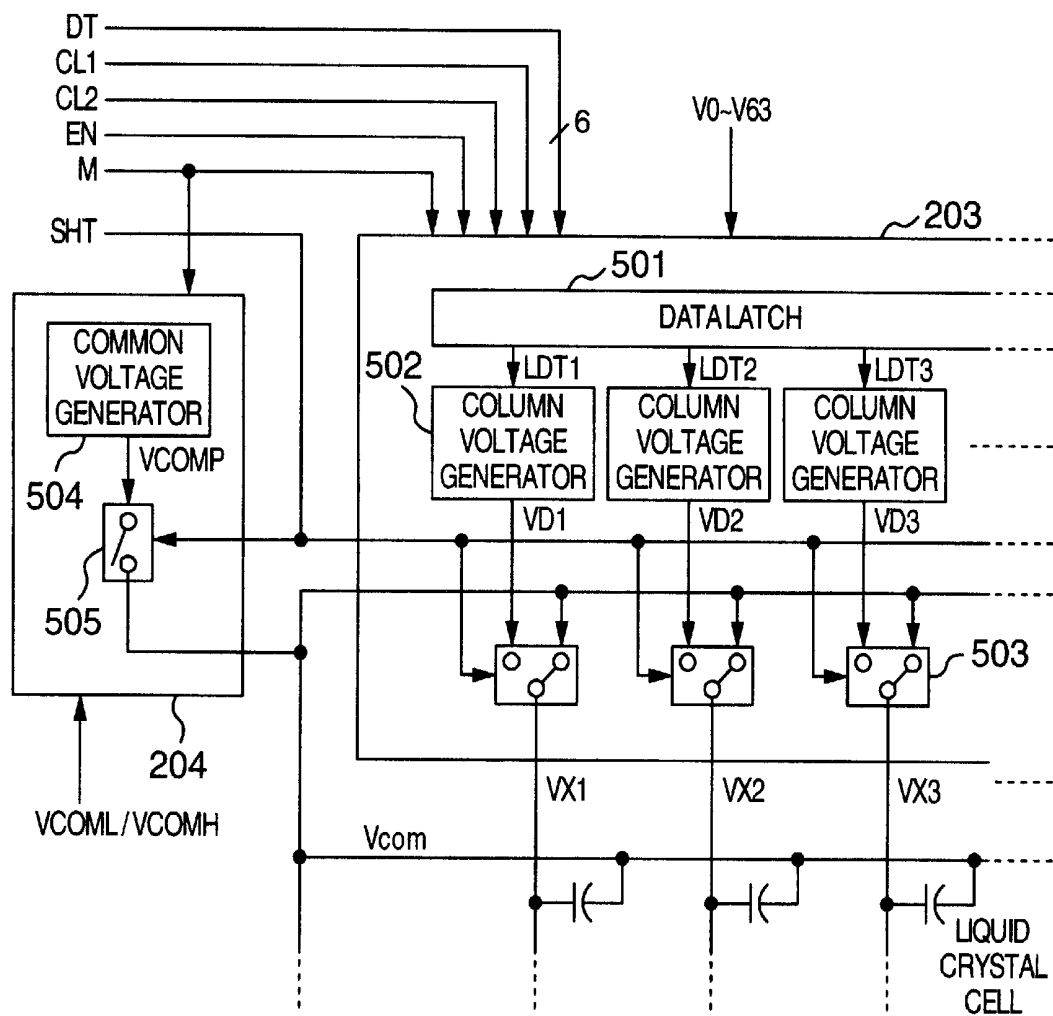 DT
CL1
CL2
EN
M
SHT
6
V0~V63
203
501
DATA LATCH
COMMON
VOLTAGE
GENERATOR
504
VCOMP
505
502
LDT1
LDT2
LDT3
COLUMN
VOLTAGE
GENERATOR
COLUMN
VOLTAGE
GENERATOR
COLUMN
VOLTAGE
GENERATOR
VD1
VD2
VD3
503
204
VCOML/VCOMH
VX1
VX2
VX3
Vcom
LIQUID
CRYSTAL
CELL